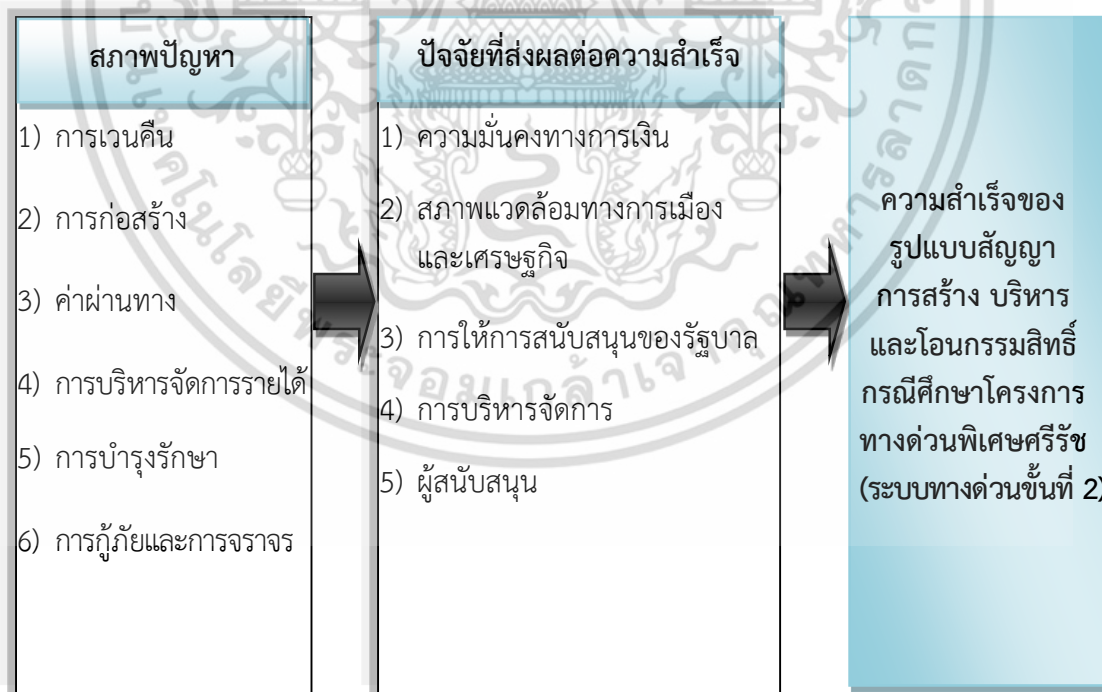 สภาพปัญหา
1) การเวนคืน
2) การก่อสร้าง
3) ค่าผ่านทาง
4) การบริหารจัดการรายได้
5) การบำรุงรักษา
6) การกู้ภัยและการจราจร
ปัจจัยที่ส่งผลต่อความสำเร็จ
1) ความมั่นคงทางการเงิน
2) สภาพแวดล้อมทางการเมือง
และเศรษฐกิจ
3) การให้การสนับสนุนของรัฐบาล
4) การบริหารจัดการ
5) ผู้สนับสนุน
ความสำเร็จของ
รูปแบบสัญญา
การสร้าง บริหาร
และโอนกรรมสิทธิ์
กรณีศึกษาโครงการ
ทางด่วนพิเศษศรีรัช
(ระบบทางด่วนขั้นที่ 2)